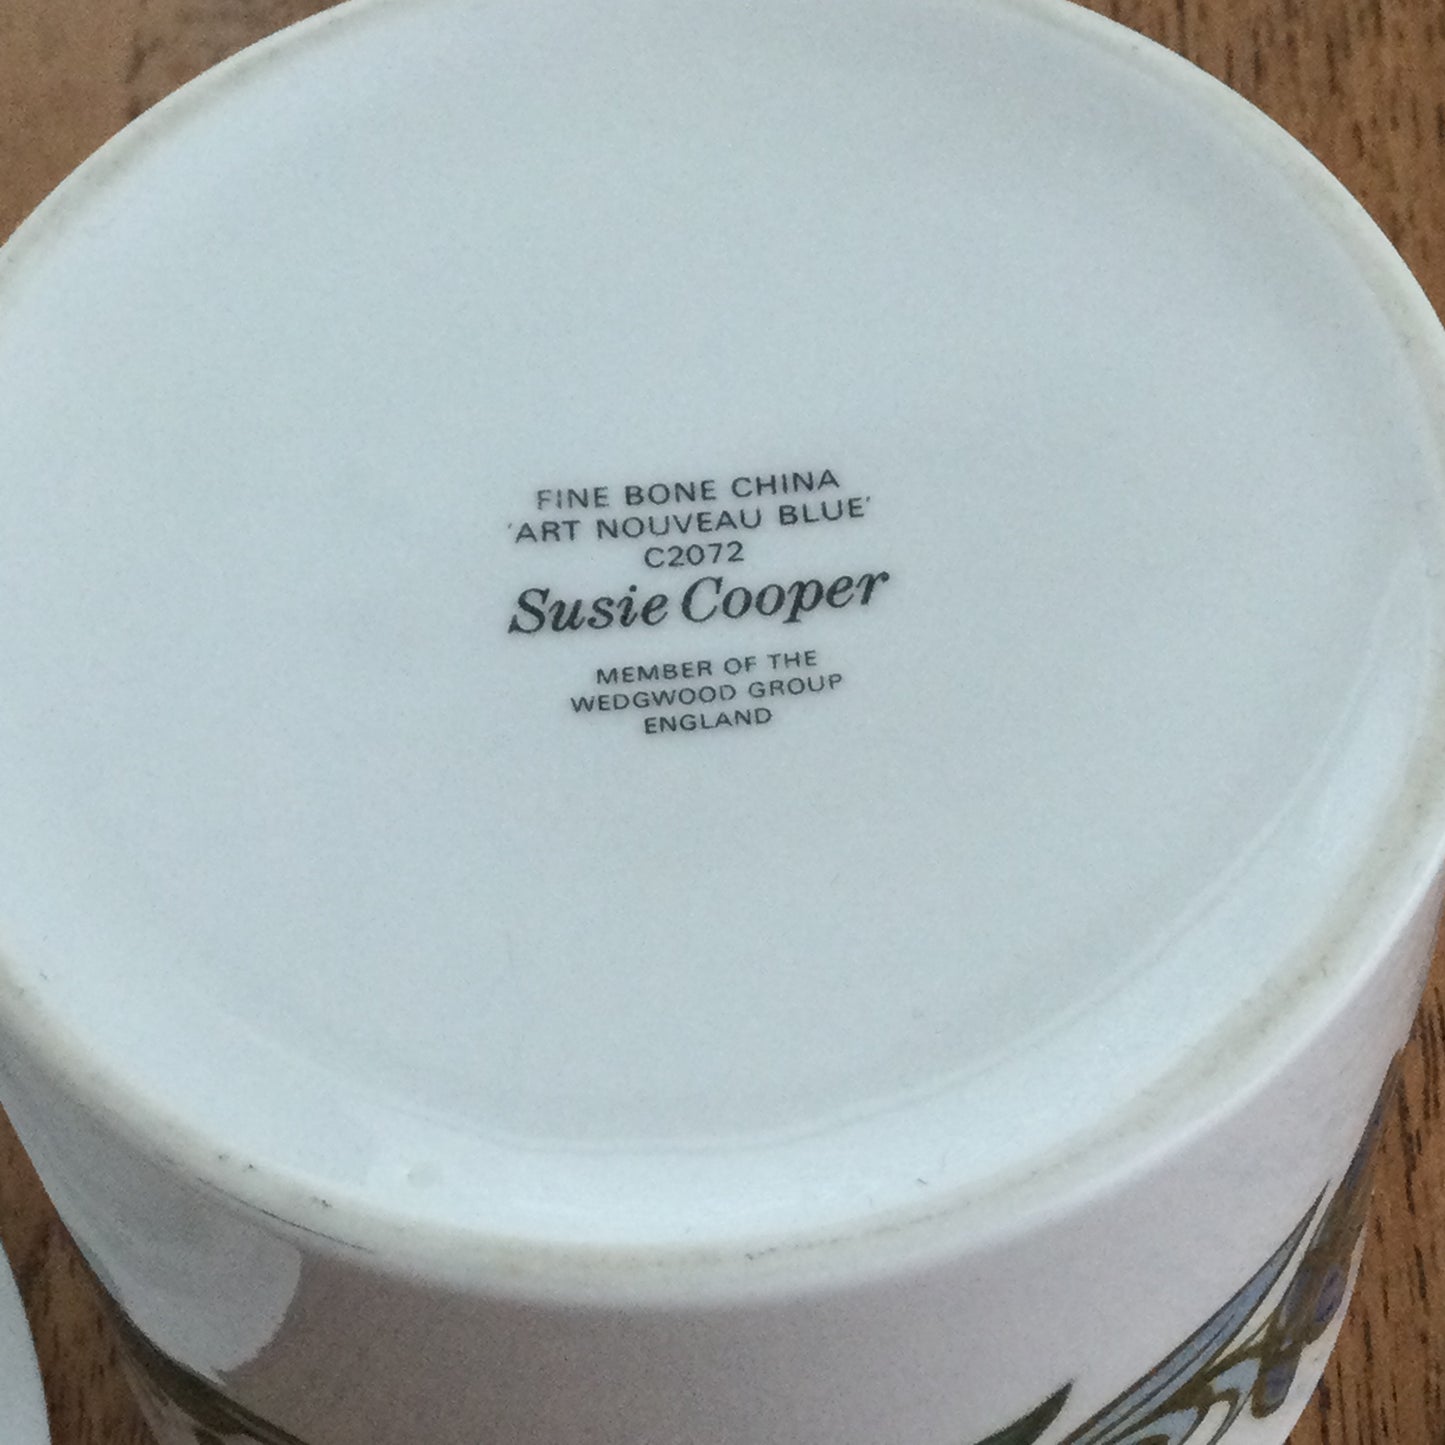 FINE BONE CHINA
'ART NOUVEAU BLUE'
C2072
Susie Cooper
MEMBER OF THE
WEDGWOOD GROUP
ENGLAND